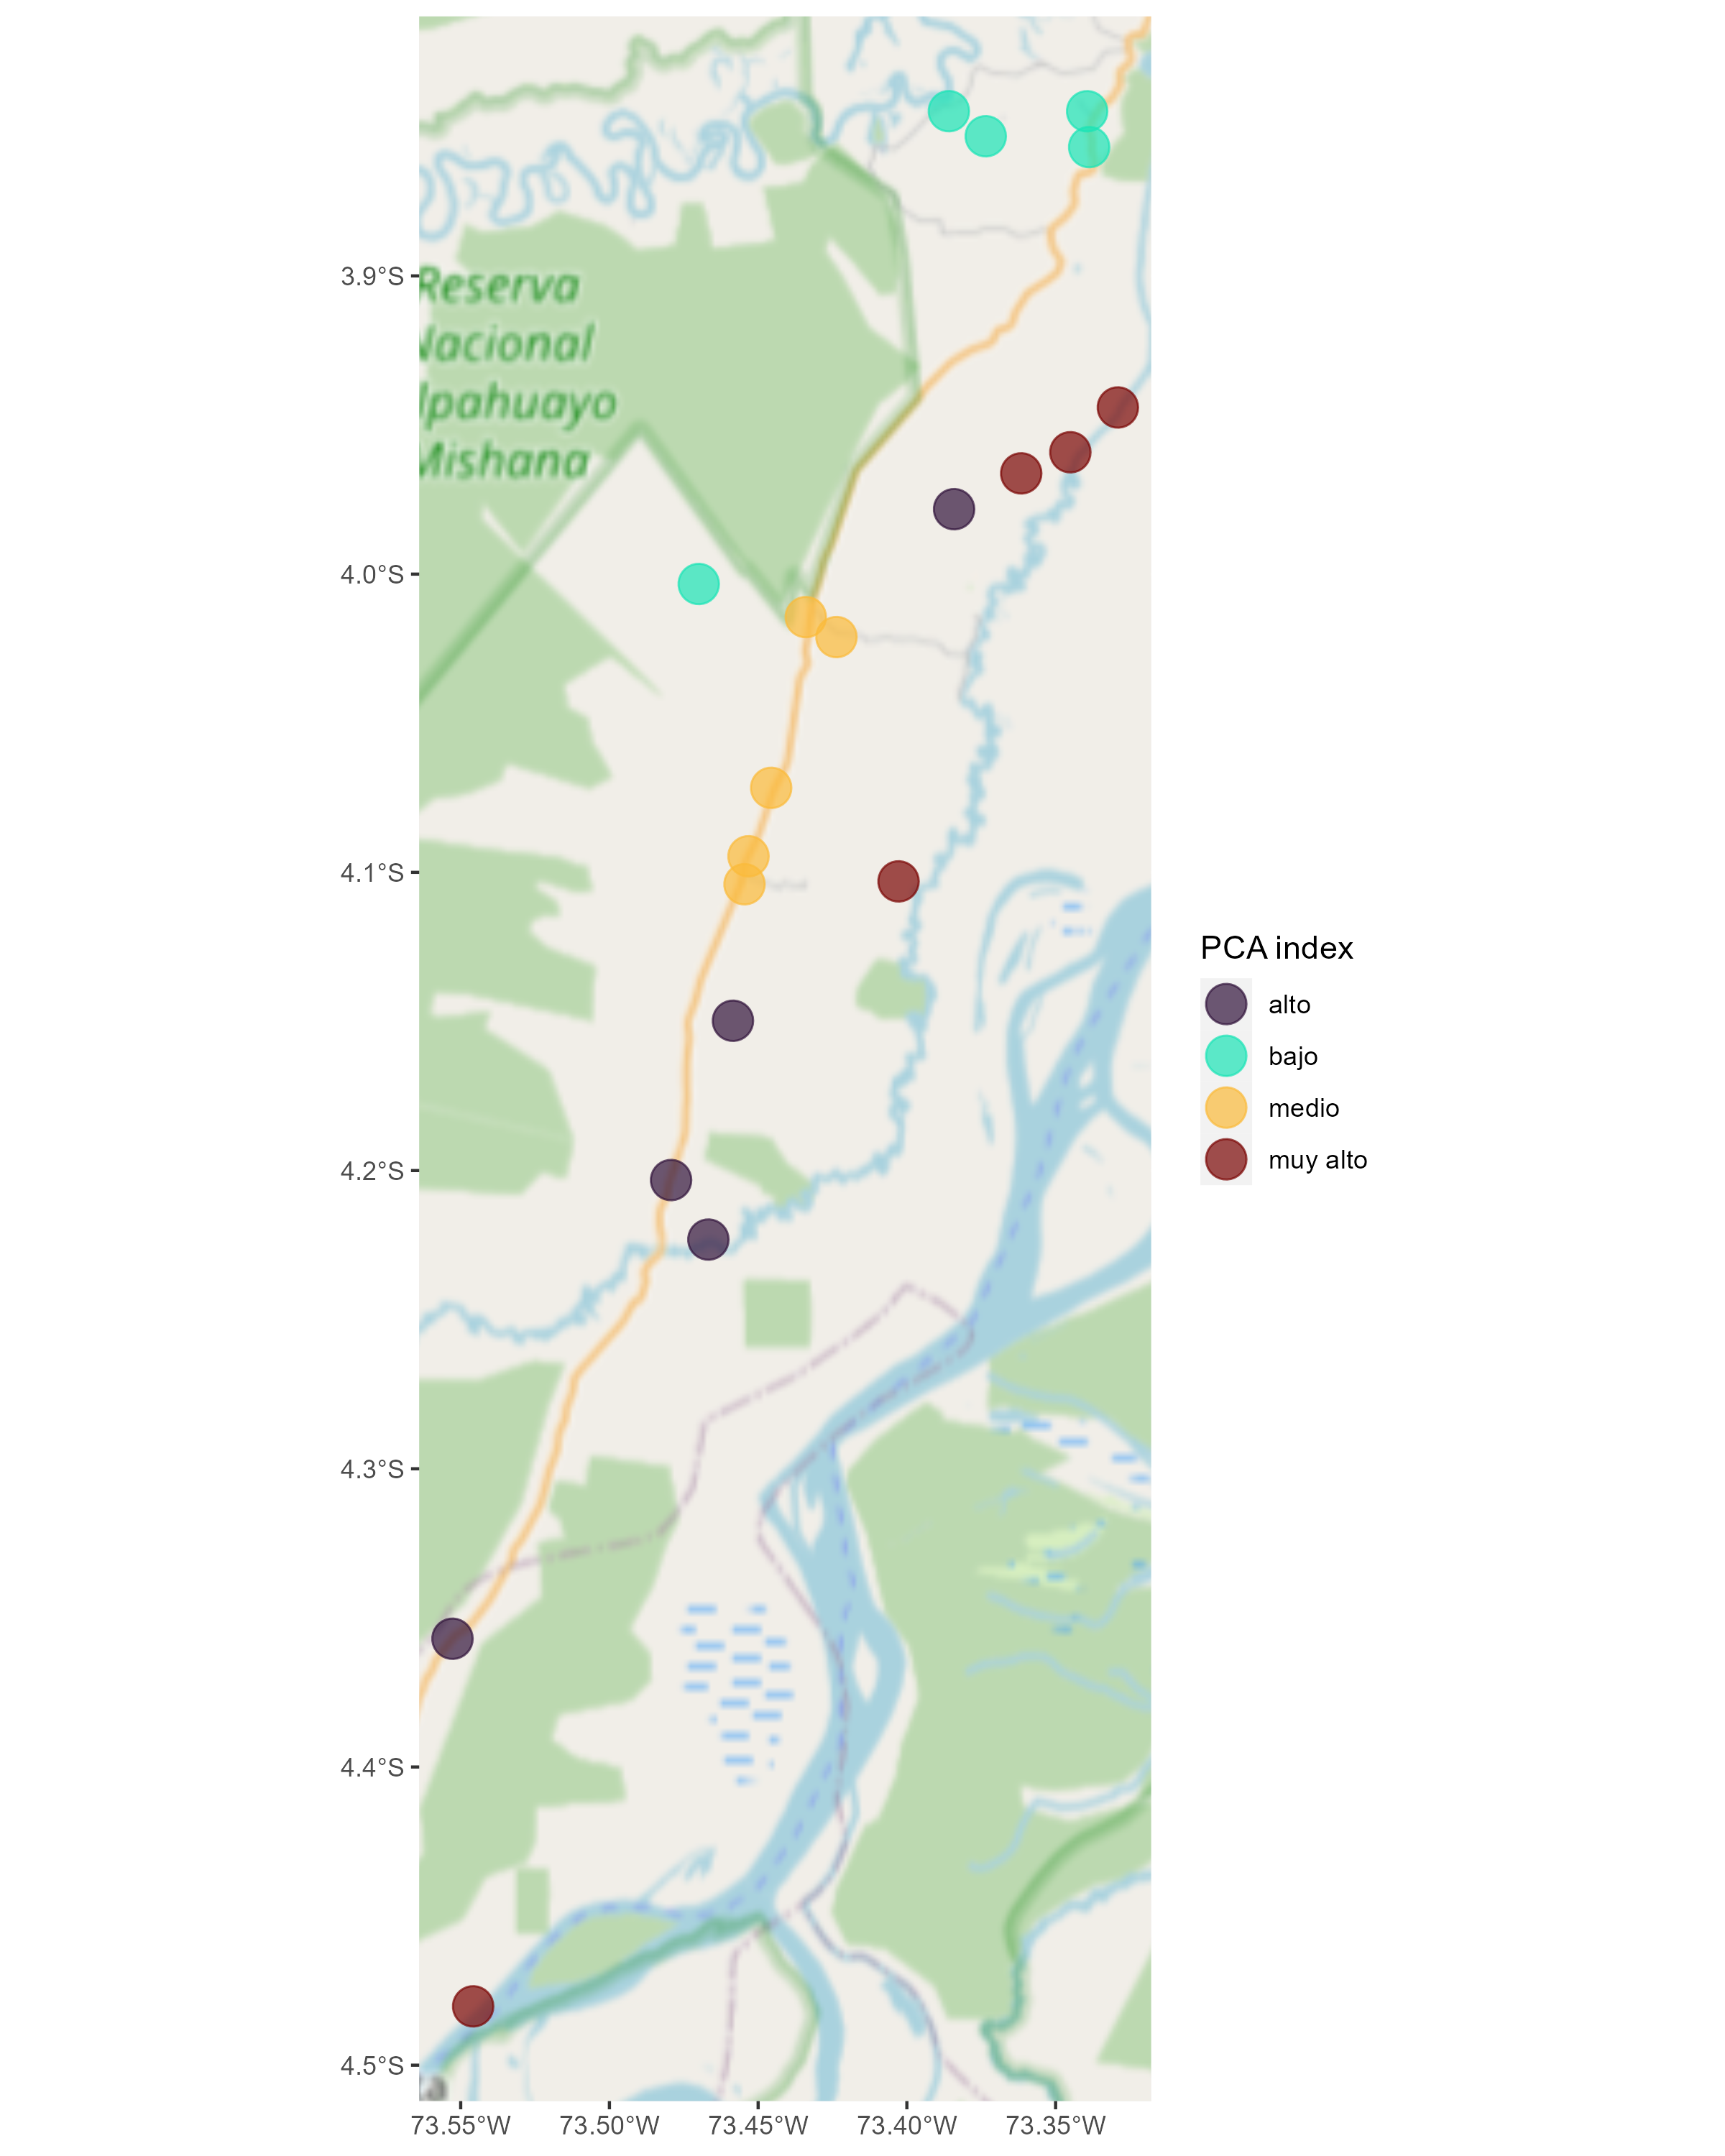 Reserva
Nacional
lpahuayo
Mishana
3.9°S
4.0°S
4.1°S
4.2°S
4.3°S
4.4°S
4.5°S
73.55°W 73.50°W 73.45°W 73.40°W 73.35°W
PCA index
alto
bajo
medio
muy alto